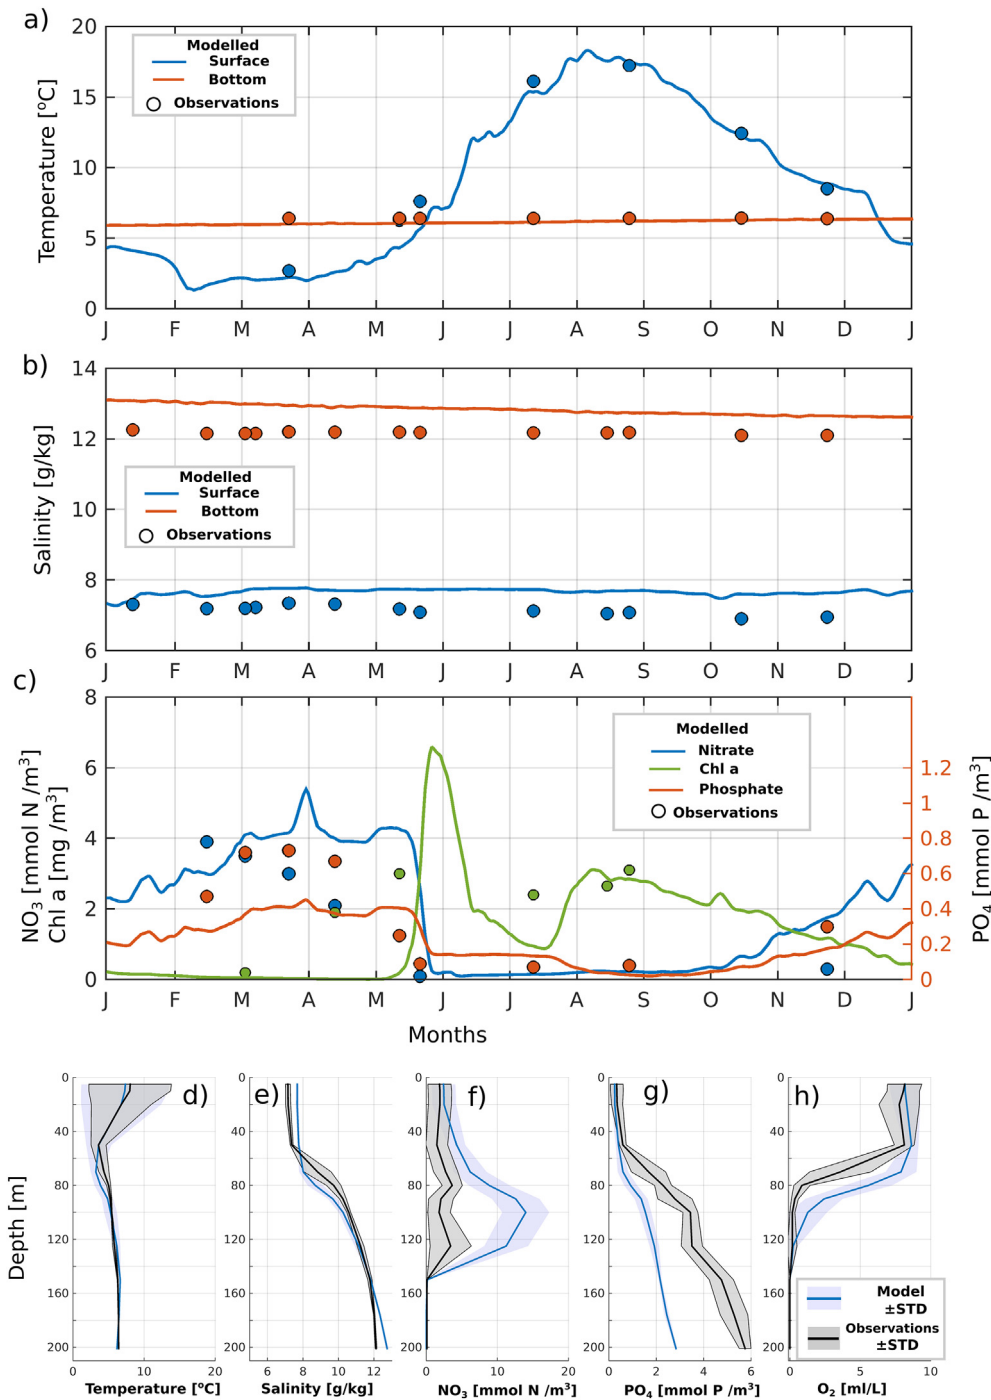 a)
Temperature [°C]
20
15
10
5
0
Modelled
Surface
Bottom
Observations
J F M A M J J A S O N D J
b)
Salinity [g/kg]
14
12
10
8
6
Modelled
Surface
Bottom
Observations
J F M A M J J A S O N D J
c)
NO₃ [mmol N /m³]
Chl a [mg /m³]
8
6
4
2
0
Modelled
Nitrate
Chl a
Phosphate
Observations
1.2
1
0.8
0.6
0.4
0.2
0
PO₄ [mmol P /m³]
J F M A M J J A S O N D J
Months
Depth [m]
d)
0
40
80
120
160
200
0 10 20
Temperature [°C]
e)
0
40
80
120
160
200
6 8 10 12
Salinity [g/kg]
f)
0
40
80
120
160
200
0 10 20
NO₃ [mmol N /m³]
g)
0
40
80
120
160
200
0 2 4 6
PO₄ [mmol P /m³]
h)
0
40
80
120
160
200
0 5 10
O₂ [ml/L]
Model
±STD
Observations
±STD